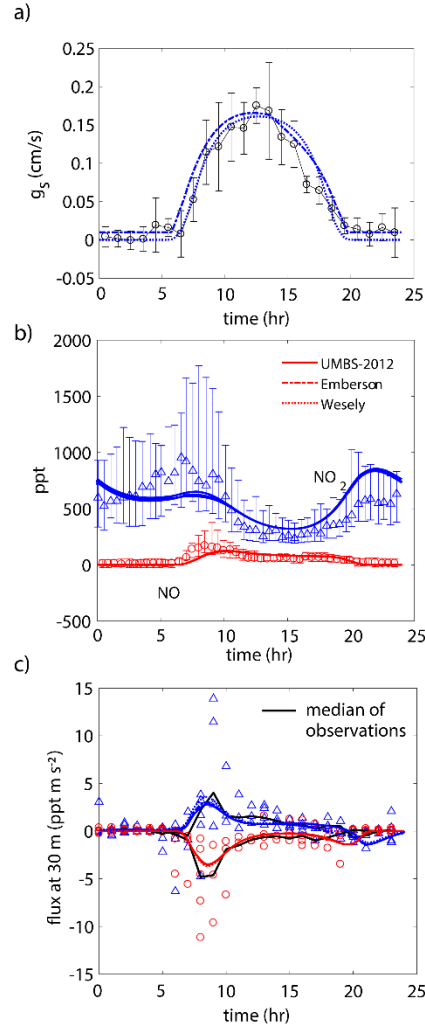 a)
0.25
0.2
0.15
0.1
0.05
0
-0.05
gs (cm/s)
0 5 10 15 20 25
time (hr)
b)
2000
1500
1000
500
0
-500
ppt
UMBS-2012
Emberson
Wesely
NO2
NO
0 5 10 15 20 25
time (hr)
c)
15
10
5
0
-5
-10
-15
flux at 30 m (ppt m s⁻²)
median of
observations
0 5 10 15 20 25
time (hr)